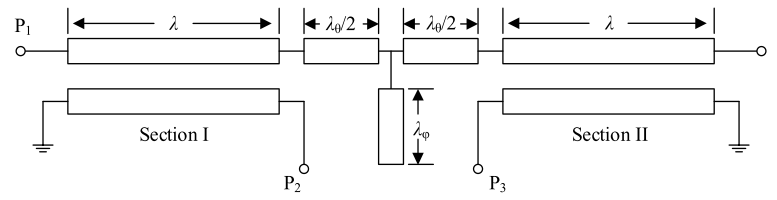 P₁
λ
λθ/2
λθ/2
λ
λφ
Section I
Section II
P₂
P₃